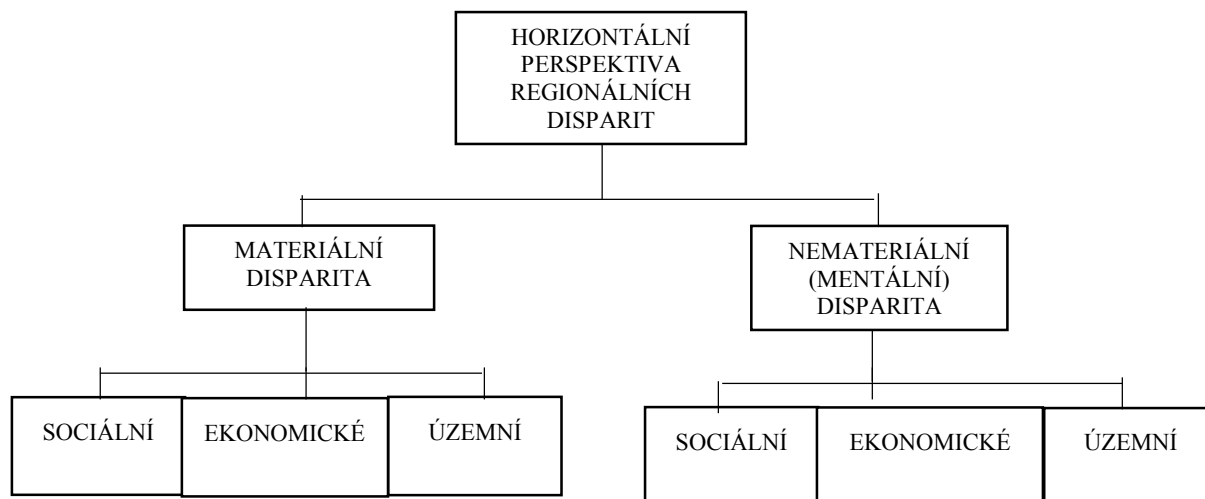 HORIZONTÁLNÍ
PERSPEKTIVA
REGIONÁLNÍCH
DISPARIT
MATERIÁLNÍ
DISPARITA
NEMATERIÁLNÍ
(MENTÁLNÍ)
DISPARITA
SOCIÁLNÍ
EKONOMICKÉ
ÚZEMNÍ
SOCIÁLNÍ
EKONOMICKÉ
ÚZEMNÍ